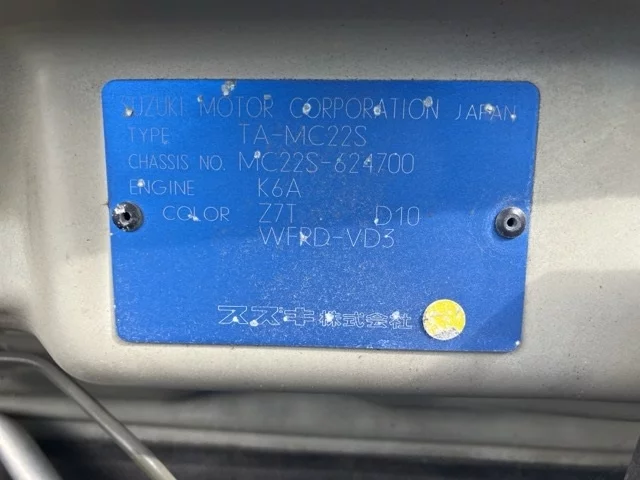 SUZUKI MOTOR CORPORATION JAPAN
TYPE TA-MC22S
CHASSIS NO. MC22S-624700
ENGINE K6A
COLOR Z7T D10
WFRD-VD3
スズキ株式会社